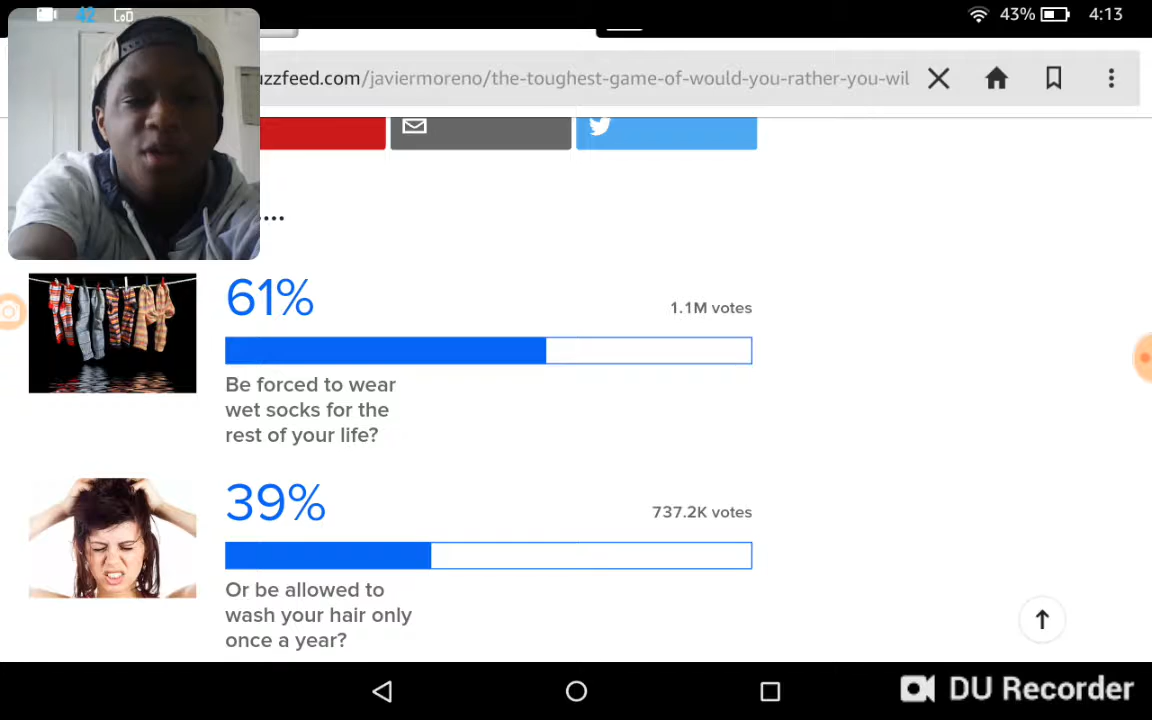 42
43% 4:13
uzzfeed.com/javiermoreno/the-toughest-game-of-would-you-rather-you-wil
....
61%
1.1M votes
Be forced to wear
wet socks for the
rest of your life?
39%
737.2K votes
Or be allowed to
wash your hair only
once a year?
DU Recorder